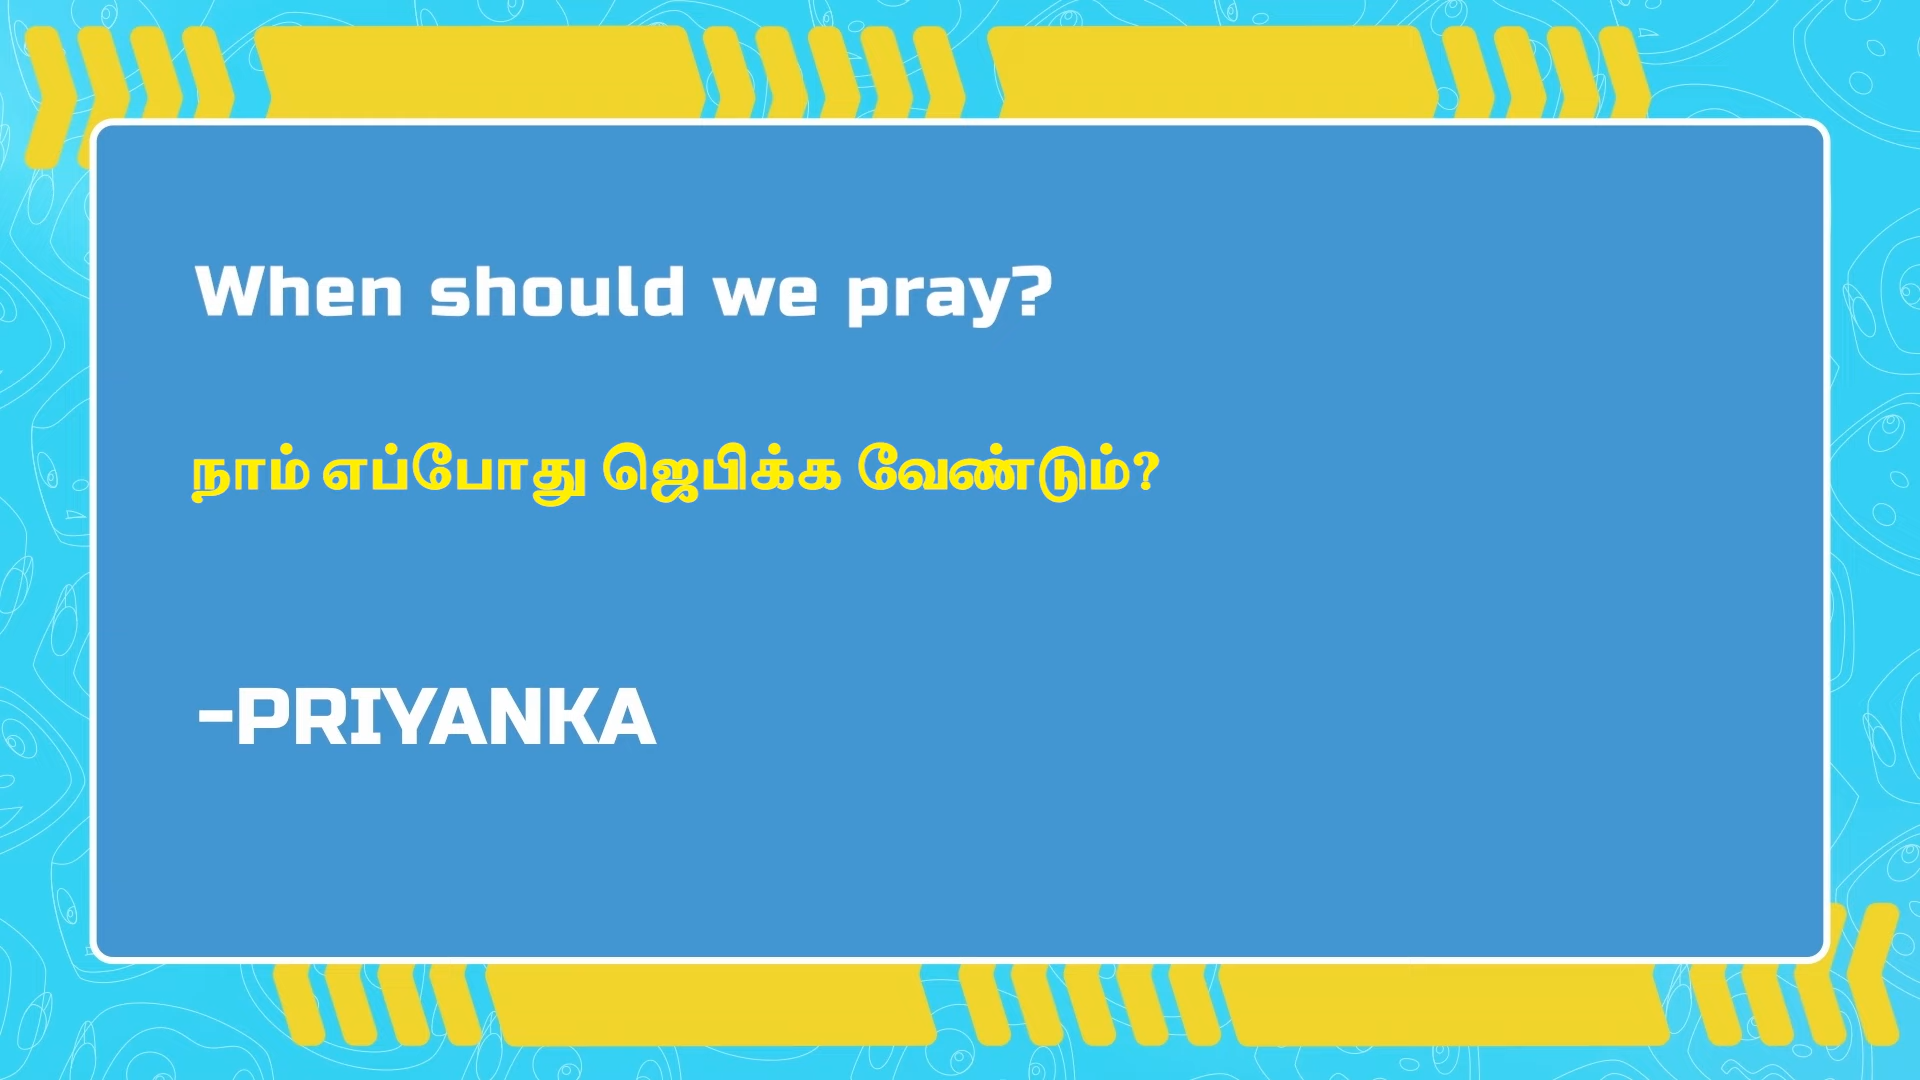 When should we pray?
நாம் எப்போது ஜெபிக்க வேண்டும்?
-PRIYANKA